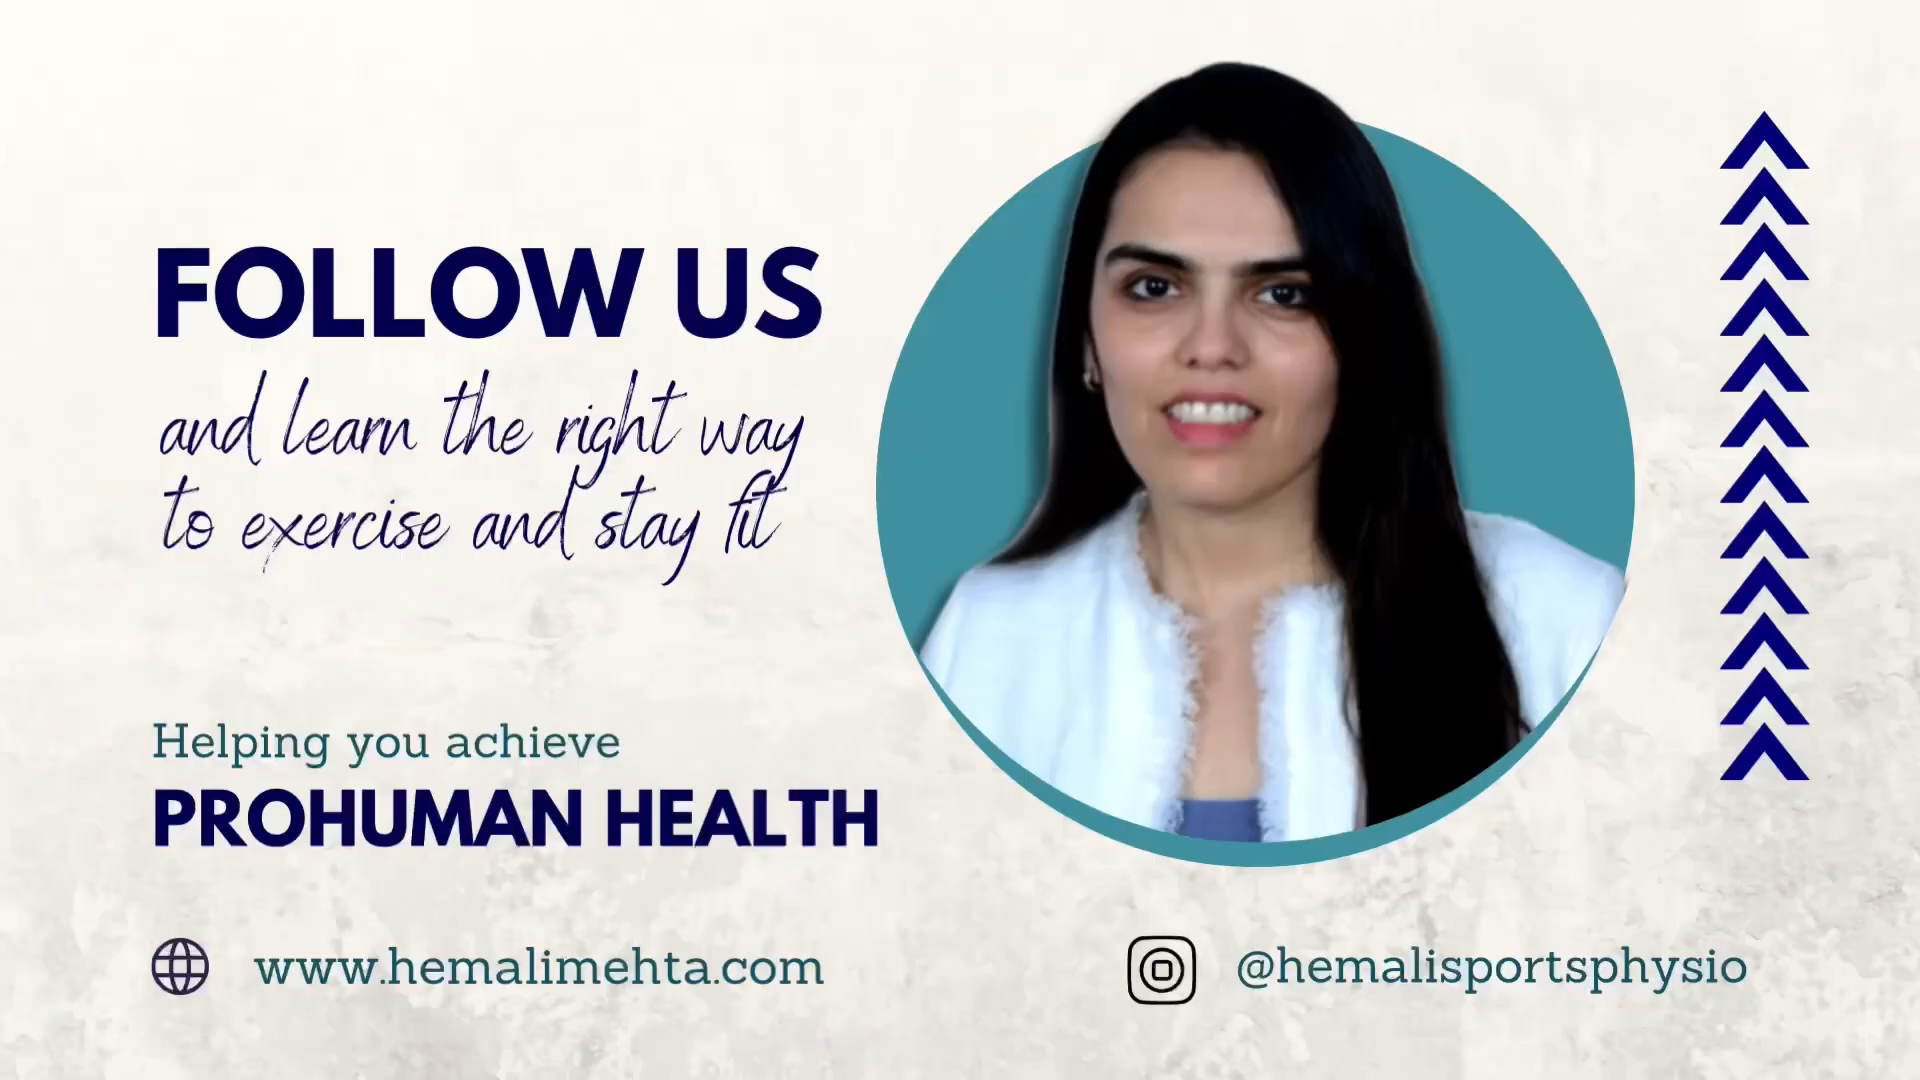 FOLLOW US
and learn the right way
to exercise and stay fit
Helping you achieve
PROHUMAN HEALTH
www.hemalimehta.com
@hemalisportsphysio